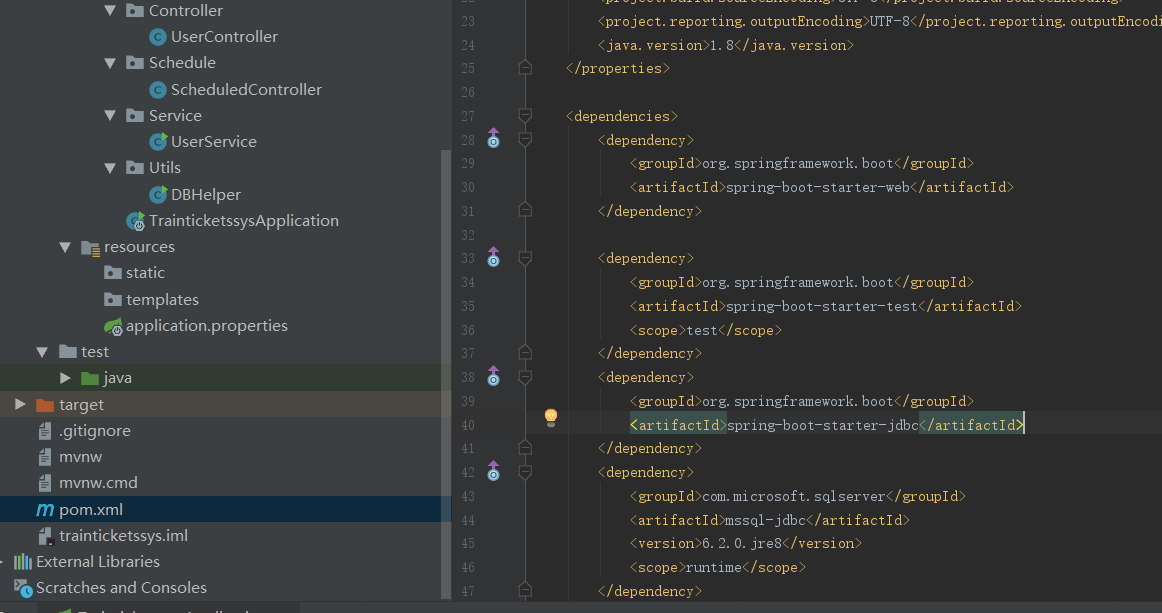 Controller
UserController
Schedule
ScheduledController
Service
UserService
Utils
DBHelper
TrainticketssysApplication
resources
static
templates
application.properties
test
java
target
.gitignore
mvnw
mvnw.cmd
pom.xml
trainticketssys.iml
External Libraries
Scratches and Consoles
23 <project.reporting.outputEncoding>UTF-8</project.reporting.outputEncodi
24 <java.version>1.8</java.version>
25 </properties>
26
27 <dependencies>
28 <dependency>
29 <groupId>org.springframework.boot</groupId>
30 <artifactId>spring-boot-starter-web</artifactId>
31 </dependency>
32
33 <dependency>
34 <groupId>org.springframework.boot</groupId>
35 <artifactId>spring-boot-starter-test</artifactId>
36 <scope>test</scope>
37 </dependency>
38 <dependency>
39 <groupId>org.springframework.boot</groupId>
40 <artifactId>spring-boot-starter-jdbc</artifactId>
41 </dependency>
42 <dependency>
43 <groupId>com.microsoft.sqlserver</groupId>
44 <artifactId>mssql-jdbc</artifactId>
45 <version>6.2.0.jre8</version>
46 <scope>runtime</scope>
47 </dependency>